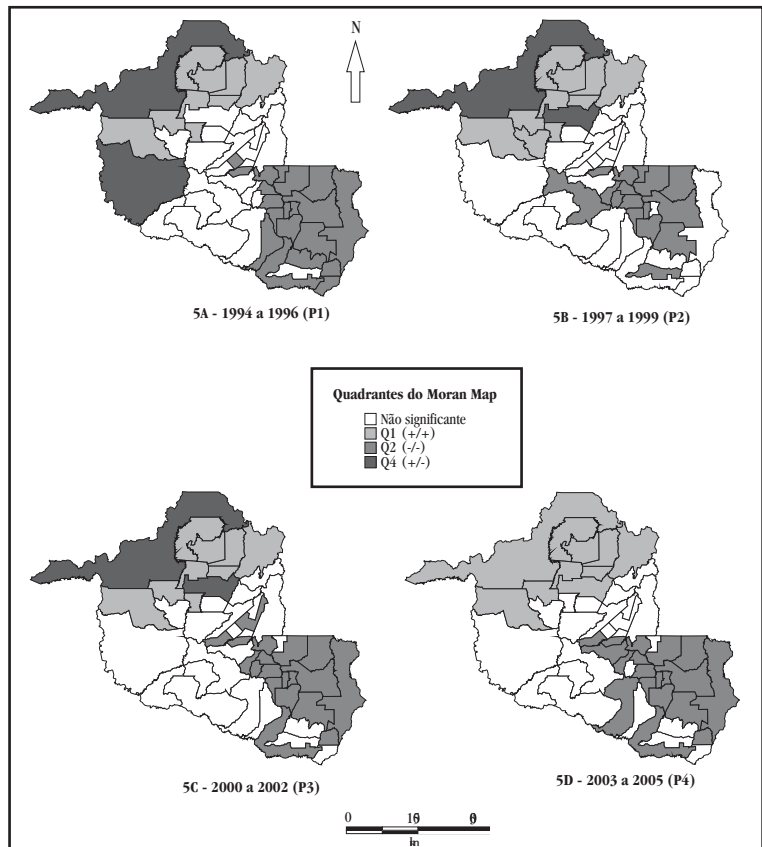 N
5A - 1994 a 1996 (P1)
5B - 1997 a 1999 (P2)
Quadrantes do Moran Map
Não significante
Q1 (+/+)
Q2 (-/-)
Q4 (+/-)
5C - 2000 a 2002 (P3)
5D - 2003 a 2005 (P4)
0